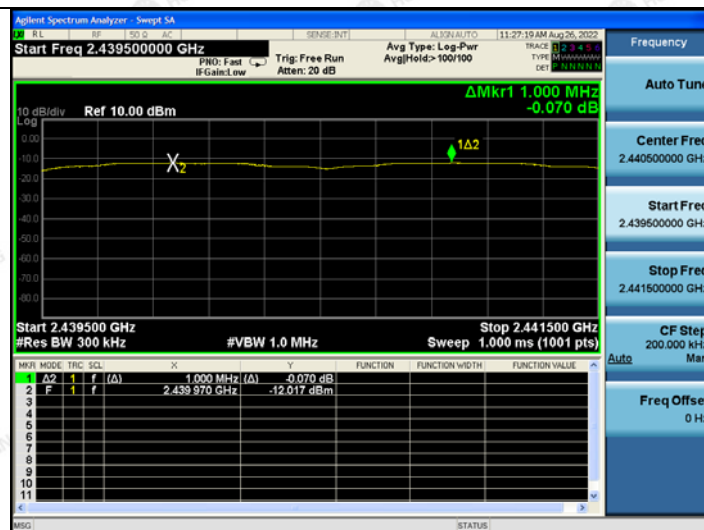 Agilent Spectrum Analyzer - Swept SA
RL RF 50 Ω AC SENSE:INT ALIGNAUTO 11:27:19 AM Aug 26, 2022
Start Freq 2.439500000 GHz
PNO: Fast
IFGain:Low
Trig: Free Run
Atten: 20 dB
Avg Type: Log-Pwr
Avg|Hold:>100/100
TRACE 1 2 3 4 5 6
TYPE M
DET P N N N N N
ΔMkr1 1.000 MHz
-0.070 dB
10 dB/div Ref 10.00 dBm
Log
0.00
-10.0
-20.0
-30.0
-40.0
-50.0
-60.0
-70.0
-80.0
X2
1Δ2
Start 2.439500 GHz Stop 2.441500 GHz
#Res BW 300 kHz #VBW 1.0 MHz Sweep 1.000 ms (1001 pts)
MKR MODE TRC SCL X Y FUNCTION FUNCTION WIDTH FUNCTION VALUE
1 Δ2 1 f (Δ) 1.000 MHz (Δ) -0.070 dB
2 F 1 f 2.439 970 GHz -12.017 dBm
3
4
5
6
7
8
9
10
11
MSG STATUS
Frequency
Auto Tune
Center Freq
2.440500000 GHz
Start Freq
2.439500000 GHz
Stop Freq
2.441500000 GHz
CF Step
200.000 kHz
Auto Man
Freq Offset
0 Hz